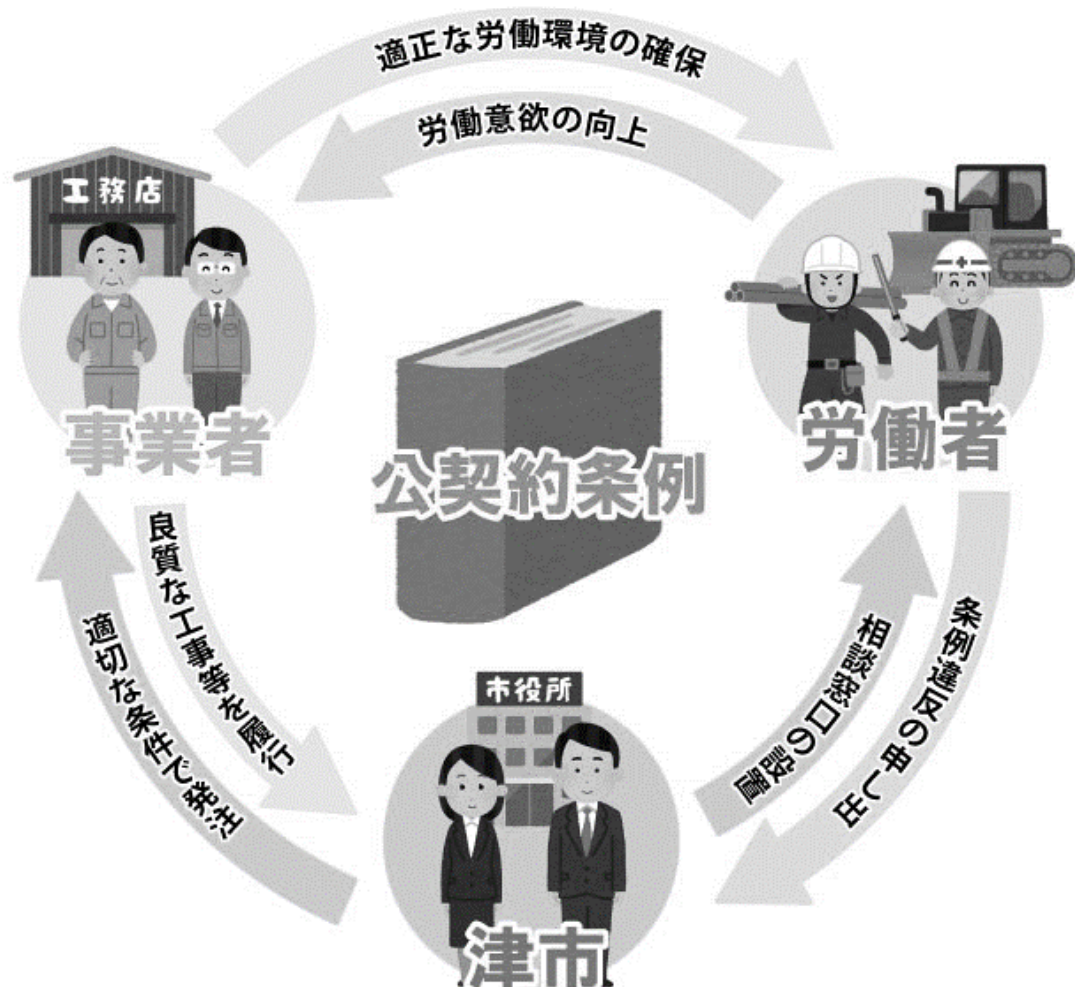 適正な労働環境の確保
労働意欲の向上
工務店
事業者
労働者
公契約条例
良質な工事等を履行
適切な条件で発注
相談窓口の設置
条例違反の申し出
市役所
津市